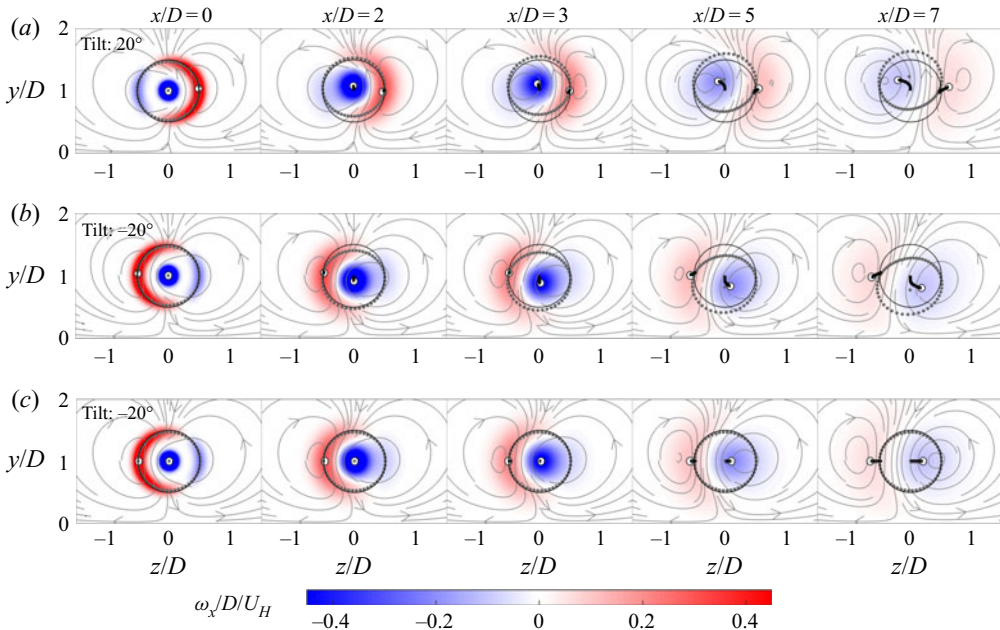 x/D = 0 x/D = 2 x/D = 3 x/D = 5 x/D = 7
(a) 2 Tilt: 20°
y/D 1
0
–1 0 1 –1 0 1 –1 0 1 –1 0 1 –1 0 1
(b) 2 Tilt: –20°
y/D 1
0
–1 0 1 –1 0 1 –1 0 1 –1 0 1 –1 0 1
(c) 2 Tilt: –20°
y/D 1
0
–1 0 1 –1 0 1 –1 0 1 –1 0 1 –1 0 1
z/D z/D z/D z/D z/D
ω_x/D/U_H
–0.4 –0.2 0 0.2 0.4